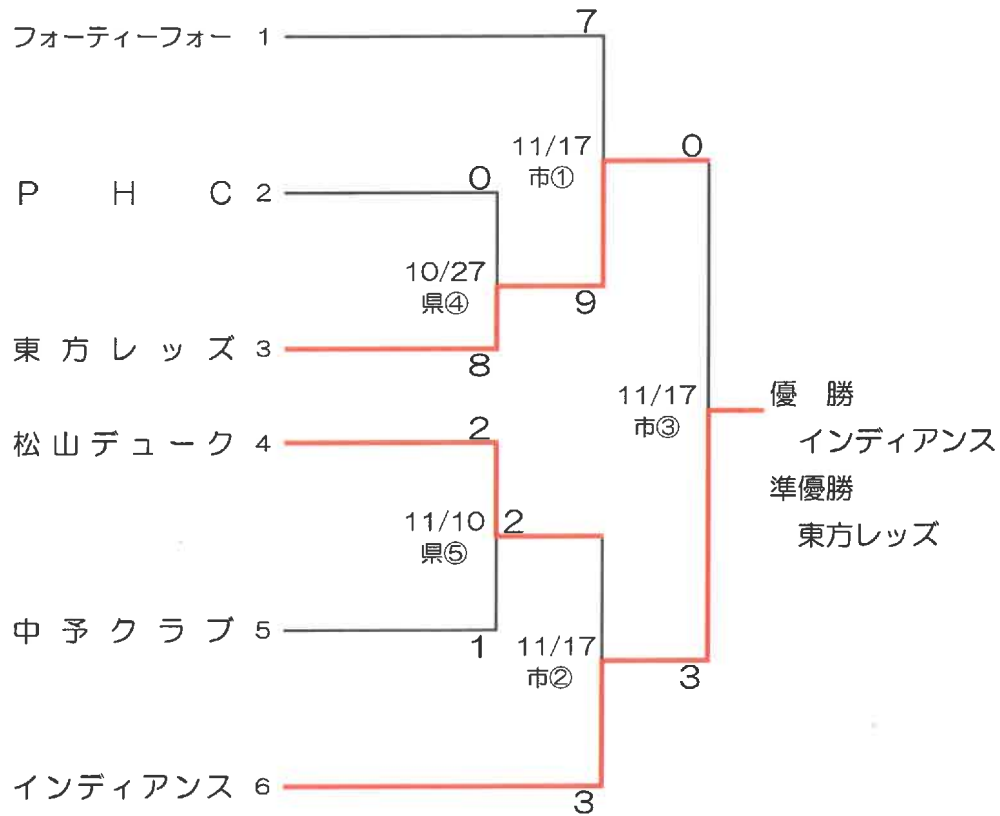 7
フォーティーフォー 1
11/17
市①
0
P H C 2
0
10/27
県④
9
東方レッズ 3
8
11/17
市③
優 勝
インディアンス
準優勝
東方レッズ
松山デューク 4
2
11/10
県⑤
2
中予クラブ 5
1
11/17
市②
3
インディアンス 6
3